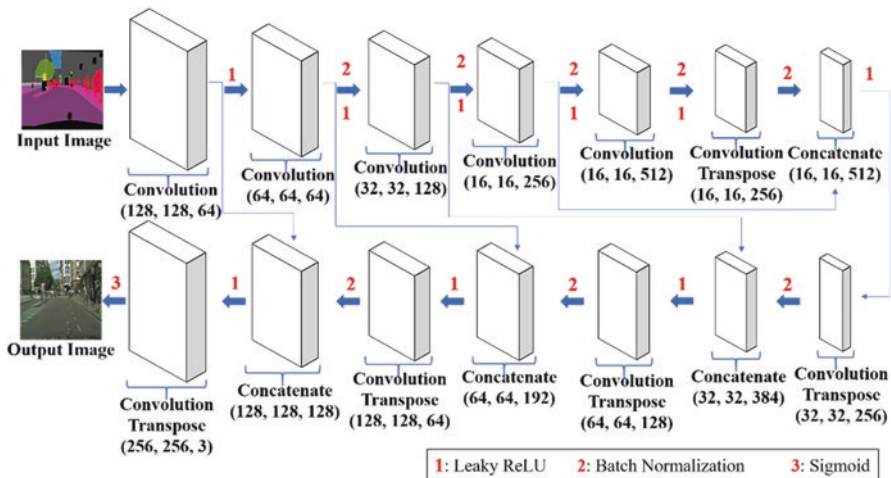 1
2
1
2
1
2
1
2
1
2
1
Input Image
Convolution
(128, 128, 64)
Convolution
(64, 64, 64)
Convolution
(32, 32, 128)
Convolution
(16, 16, 256)
Convolution
(16, 16, 512)
Convolution
Transpose
(16, 16, 256)
Concatenate
(16, 16, 512)
3
1
2
1
2
1
2
Output Image
Convolution
Transpose
(256, 256, 3)
Concatenate
(128, 128, 128)
Convolution
Transpose
(128, 128, 64)
Concatenate
(64, 64, 192)
Convolution
Transpose
(64, 64, 128)
Concatenate
(32, 32, 384)
Convolution
Transpose
(32, 32, 256)
1: Leaky ReLU 2: Batch Normalization 3: Sigmoid